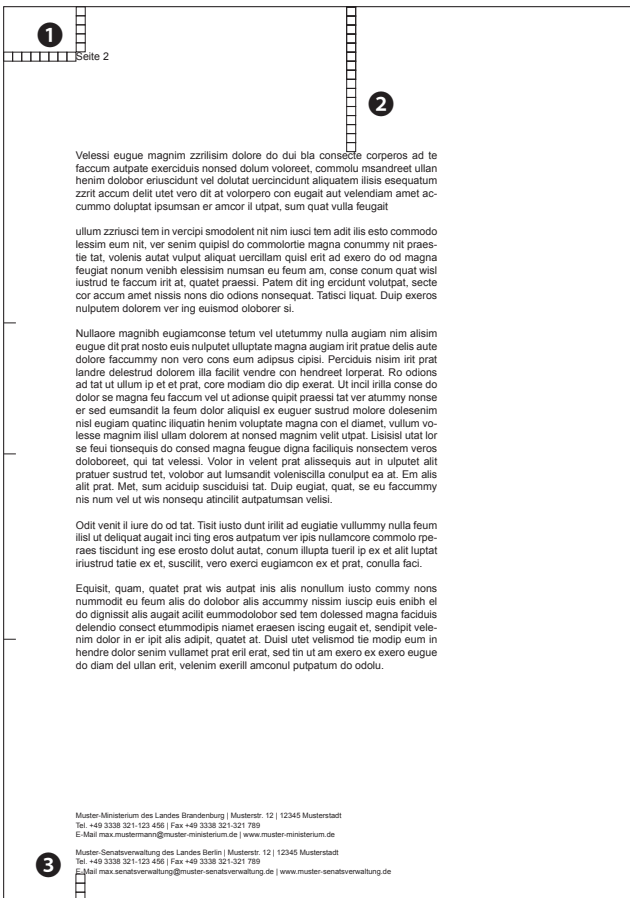 1
Seite 2
2
Velessi eugue magnim zzrilisim dolore do dui bla consecte corperos ad te
faccum autpate exerciduis nonsed dolum voloreet, commolu msandreet ullan
henim dolobor eriuscidunt vel dolutat uercincidunt aliquatem ilisis esequatum
zzrit accum delit utet vero dit at volorpero con eugait aut velendiam amet ac-
cummo doluptat ipsumsan er amcor il utpat, sum quat vulla feugait
ullum zzriusci tem in vercipi smodolent nit nim iusci tem adit ilis esto commodo
lessim eum nit, ver senim quipisl do commolortie magna conummy nit praes-
tie tat, volenis autat vulput aliquat uercillam quisl erit ad exero do od magna
feugiat nonum venibh elessisim numsan eu feum am, conse conum quat wisl
iustrud te faccum irit at, quatet praessi. Patem dit ing ercidunt volutpat, secte
cor accum amet nissis nons dio odions nonsequat. Tatisci liquat. Duip exeros
nulputem dolorem ver ing euismod oloborer si.
Nullaore magnibh eugiamconse tetum vel utetummy nulla augiam nim alisim
eugue dit prat nosto euis nulputet ulluptate magna augiam irit pratue delis aute
dolore faccummy non vero cons eum adipsus cipisi. Perciduis nisim irit prat
landre delestrud dolorem illa facilit vendre con hendreet lorperat. Ro odions
ad tat ut ullum ip et et prat, core modiam dio dip exerat. Ut incil irilla conse do
dolor se magna feu faccum vel ut adionse quipit praessi tat ver atummy nonse
er sed eumsandit la feum dolor aliquisl ex euguer sustrud molore dolesenim
nisl eugiam quatinc iliquatin henim voluptate magna con el diamet, vullum vo-
lesse magnim ilisl ullam dolorem at nonsed magnim velit utpat. Lisisisl utat lor
se feui tionsequis do conulputpsed magna feugue digna faciliquis nonsectem veros
doloboreet, qui tat velessi. Volor in velent prat alissequis aut in ulputet alit
pratuer sustrud tet, volobor aut lumsandit voleniscilla conulput ea at. Em alis
alit prat. Met, sum aciduip susciduisi tat. Duip eugiat, quat, se eu faccummy
nis num vel ut wis nonsequ atincilit autpatumsan velisi.
Odit venit il iure do od tat. Tisit iusto dunt irilit ad eugiatie vullummy nulla feum
ilisl ut deliquat augait inci ting eros autpatum ver ipis nullamcore commolo rpe-
raes tiscidunt ing ese erosto dolut autat, conum illupta tueril ip ex et alit luptat
iriustrud tatie ex et, suscilit, vero exerci eugiamcon ex et prat, conulla faci.
Equisit, quam, quatet prat wis autpat inis alis nonullum iusto commy nons
nummodit eu feum alis do dolobor alis accummy nissim iuscip euis enibh el
do dignissit alis augait acilit eummodolobor sed tem dolessed magna faciduis
delendio consect etummodipis niamet eraesen iscing eugait et, sendipit vele-
nim dolor in er ipit alis adipit, quatet at. Duisl utet velismod tie modip eum in
hendre dolor senim vullamet prat eril erat, sed tin ut am exero ex exero eugue
do diam del ullan erit, velenim exerill amconul putpatum do odolu.
Muster-Ministerium des Landes Brandenburg | Musterstr. 12 | 12345 Musterstadt
Tel. +49 3338 321-123 456 | Fax +49 3338 321-321 789
E-Mail max.mustermann@muster-ministerium.de | www.muster-ministerium.de
Muster-Senatsverwaltung des Landes Berlin | Musterstr. 12 | 12345 Musterstadt
Tel. +49 3338 321-123 456 | Fax +49 3338 321-321 789
E-Mail max.senatsverwaltung@muster-senatsverwaltung.de | www.muster-senatsverwaltung.de
3